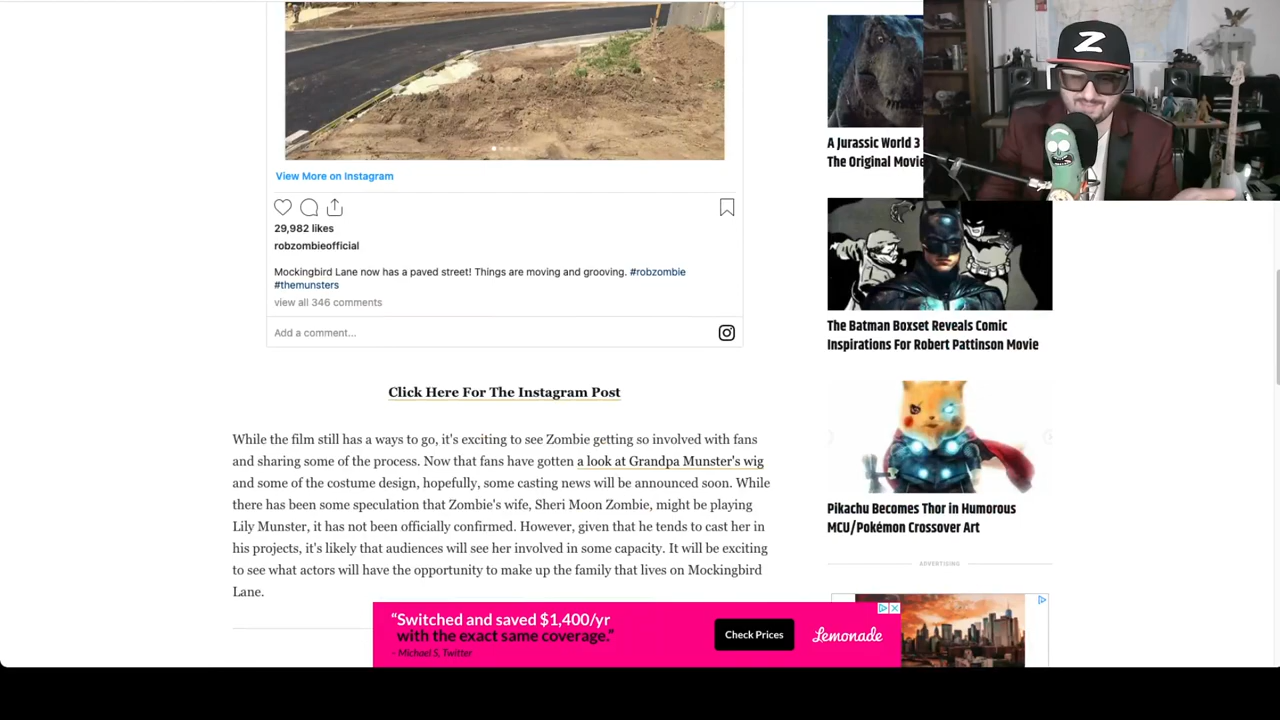 View More on Instagram
29,982 likes
robzombieofficial
Mockingbird Lane now has a paved street! Things are moving and grooving. #robzombie
#themunsters
view all 346 comments
Add a comment...
Click Here For The Instagram Post
While the film still has a ways to go, it's exciting to see Zombie getting so involved with fans
and sharing some of the process. Now that fans have gotten a look at Grandpa Munster's wig
and some of the costume design, hopefully, some casting news will be announced soon. While
there has been some speculation that Zombie's wife, Sheri Moon Zombie, might be playing
Lily Munster, it has not been officially confirmed. However, given that he tends to cast her in
his projects, it's likely that audiences will see her involved in some capacity. It will be exciting
to see what actors will have the opportunity to make up the family that lives on Mockingbird
Lane.
"Switched and saved $1,400/yr
with the exact same coverage."
- Michael S, Twitter
Check Prices
Lemonade
Z
A Jurassic World 3
The Original Movie
The Batman Boxset Reveals Comic
Inspirations For Robert Pattinson Movie
Pikachu Becomes Thor in Humorous
MCU/Pokémon Crossover Art
ADVERTISING